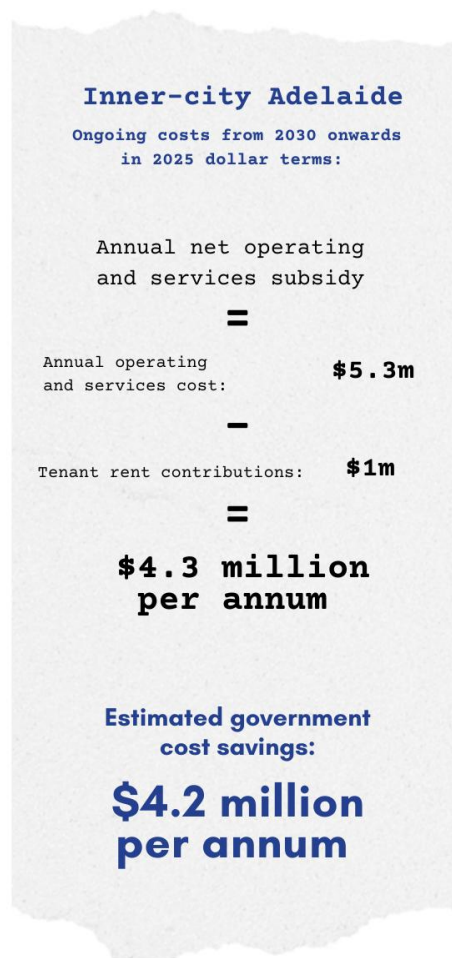 Inner-city Adelaide
Ongoing costs from 2030 onwards
in 2025 dollar terms:
Annual net operating
and services subsidy
=
Annual operating
and services cost:
$5.3m
-
Tenant rent contributions:
$1m
=
$4.3 million
per annum
Estimated government
cost savings:
$4.2 million
per annum